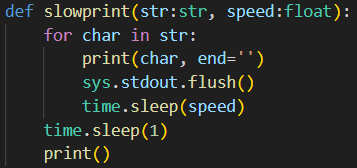 def slowprint(str:str, speed:float):
    for char in str:
        print(char, end='')
        sys.stdout.flush()
        time.sleep(speed)
    time.sleep(1)
    print()